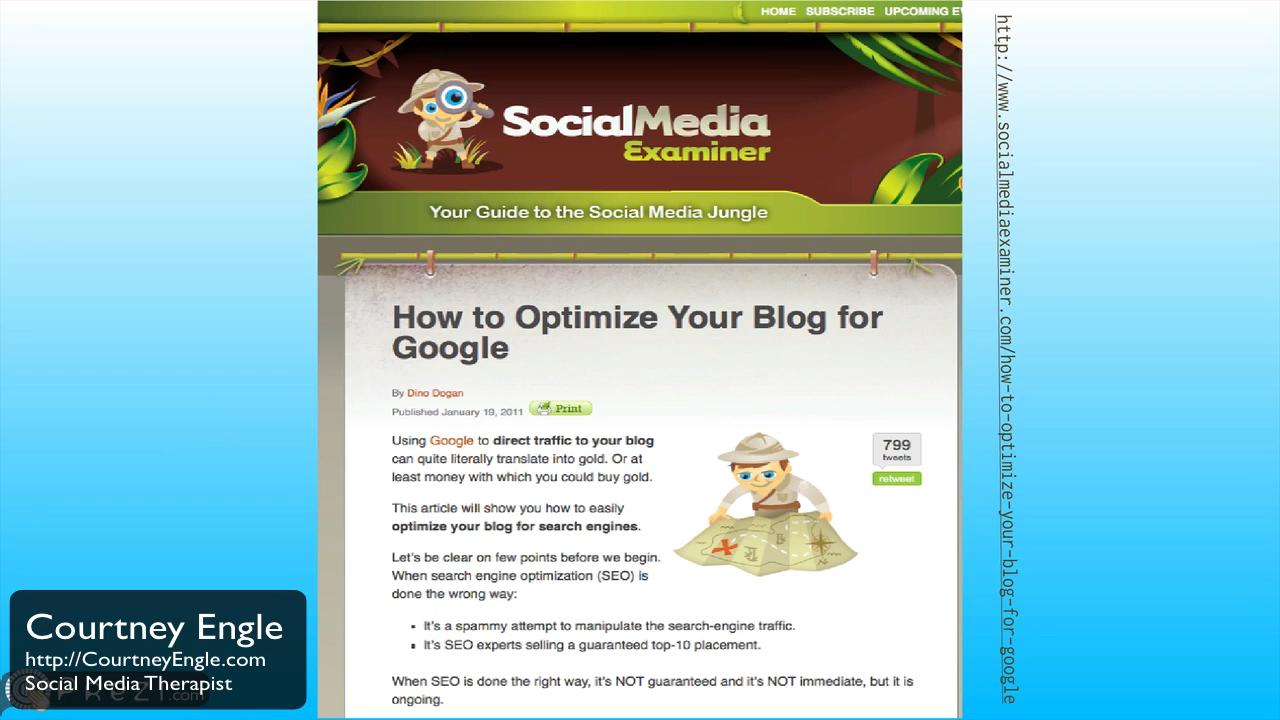 HOME SUBSCRIBE UPCOMING EV
SocialMedia
Examiner
Your Guide to the Social Media Jungle
How to Optimize Your Blog for
Google
By Dino Dogan
Published January 19, 2011 Print
Using Google to direct traffic to your blog
can quite literally translate into gold. Or at
least money with which you could buy gold.
799
tweets
retweet
This article will show you how to easily
optimize your blog for search engines.
Let's be clear on few points before we begin.
When search engine optimization (SEO) is
done the wrong way:
▪ It's a spammy attempt to manipulate the search-engine traffic.
▪ It's SEO experts selling a guaranteed top-10 placement.
When SEO is done the right way, it's NOT guaranteed and it's NOT immediate, but it is
ongoing.
http://www.socialmediaexaminer.com/how-to-optimize-your-blog-for-google
Courtney Engle
http://CourtneyEngle.com
Social Media Therapist
.com